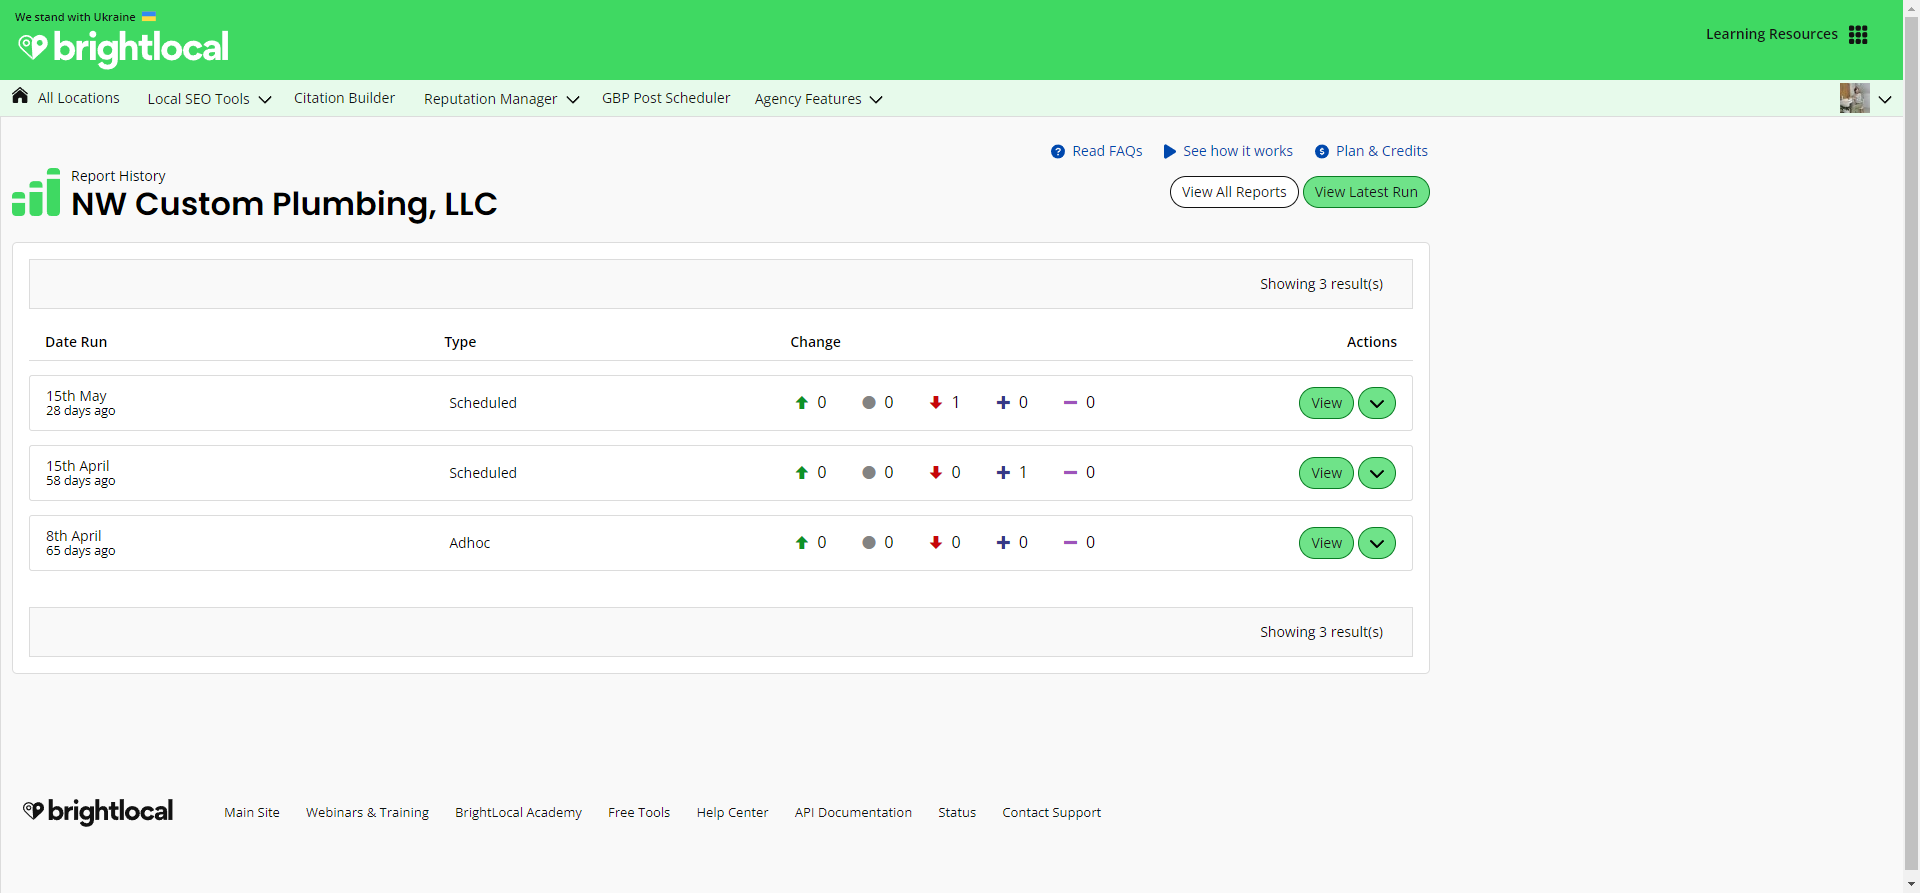 We stand with Ukraine
brightlocal
Learning Resources
All Locations Local SEO Tools Citation Builder Reputation Manager GBP Post Scheduler Agency Features
Read FAQs See how it works Plan & Credits
Report History
NW Custom Plumbing, LLC
View All Reports View Latest Run
Showing 3 result(s)
Date Run Type Change Actions
15th May
28 days ago
Scheduled 0 0 1 0 0 View
15th April
58 days ago
Scheduled 0 0 0 1 0 View
8th April
65 days ago
Adhoc 0 0 0 0 0 View
Showing 3 result(s)
brightlocal Main Site Webinars & Training BrightLocal Academy Free Tools Help Center API Documentation Status Contact Support